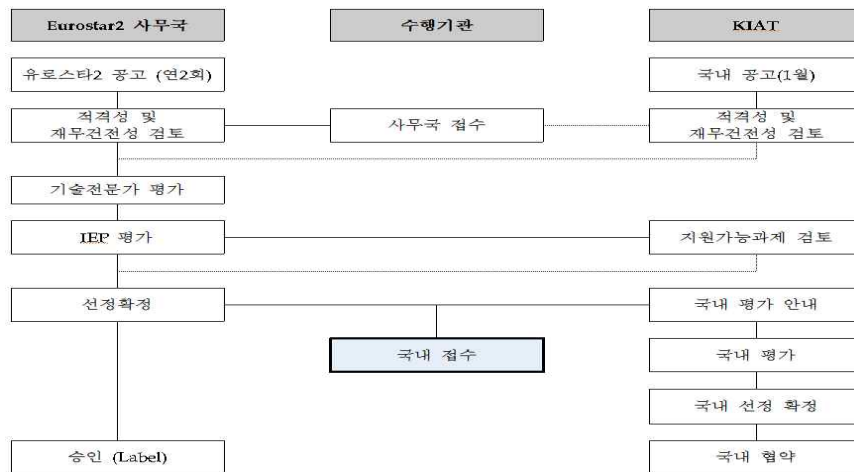 Eurostar2 사무국
수행기관
KIAT
유로스타2 공고 (연2회)
국내 공고(1월)
적격성 및
재무건전성 검토
사무국 접수
적격성 및
재무건전성 검토
기술전문가 평가
IEP 평가
지원가능과제 검토
선정확정
국내 평가 안내
국내 접수
국내 평가
국내 선정 확정
승인 (Label)
국내 협약